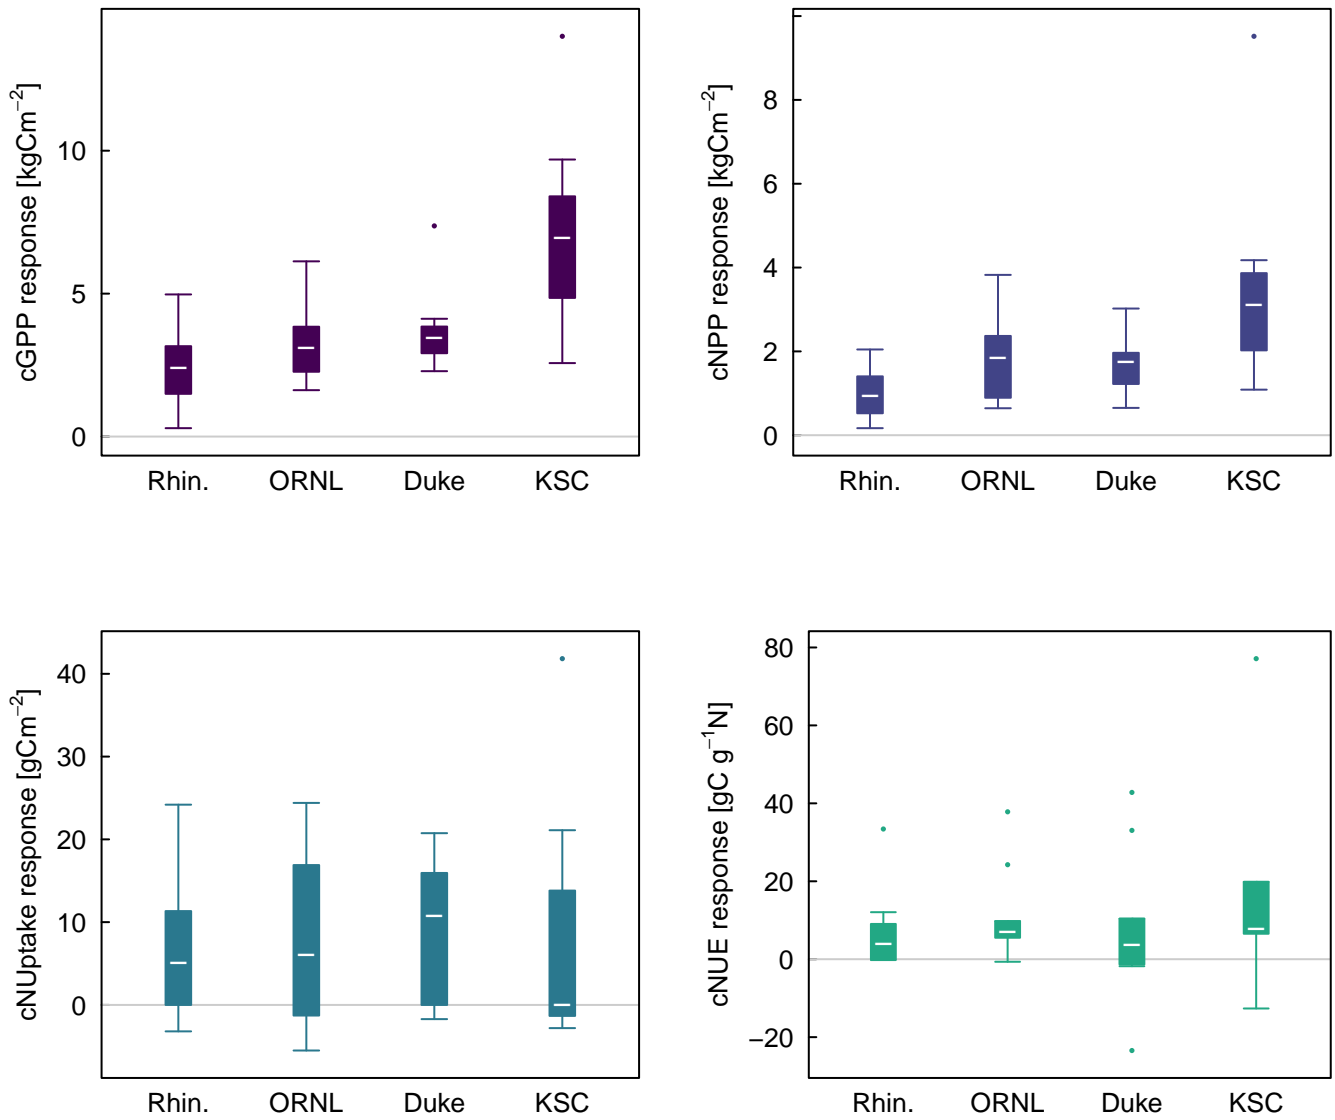 cGPP response [kgCm⁻²]
10
5
0
Rhin. ORNL Duke KSC
cNPP response [kgCm⁻²]
8
6
4
2
0
Rhin. ORNL Duke KSC
cNUptake response [gCm⁻²]
40
30
20
10
0
Rhin. ORNL Duke KSC
cNUE response [gC g⁻¹N]
80
60
40
20
0
−20
Rhin. ORNL Duke KSC